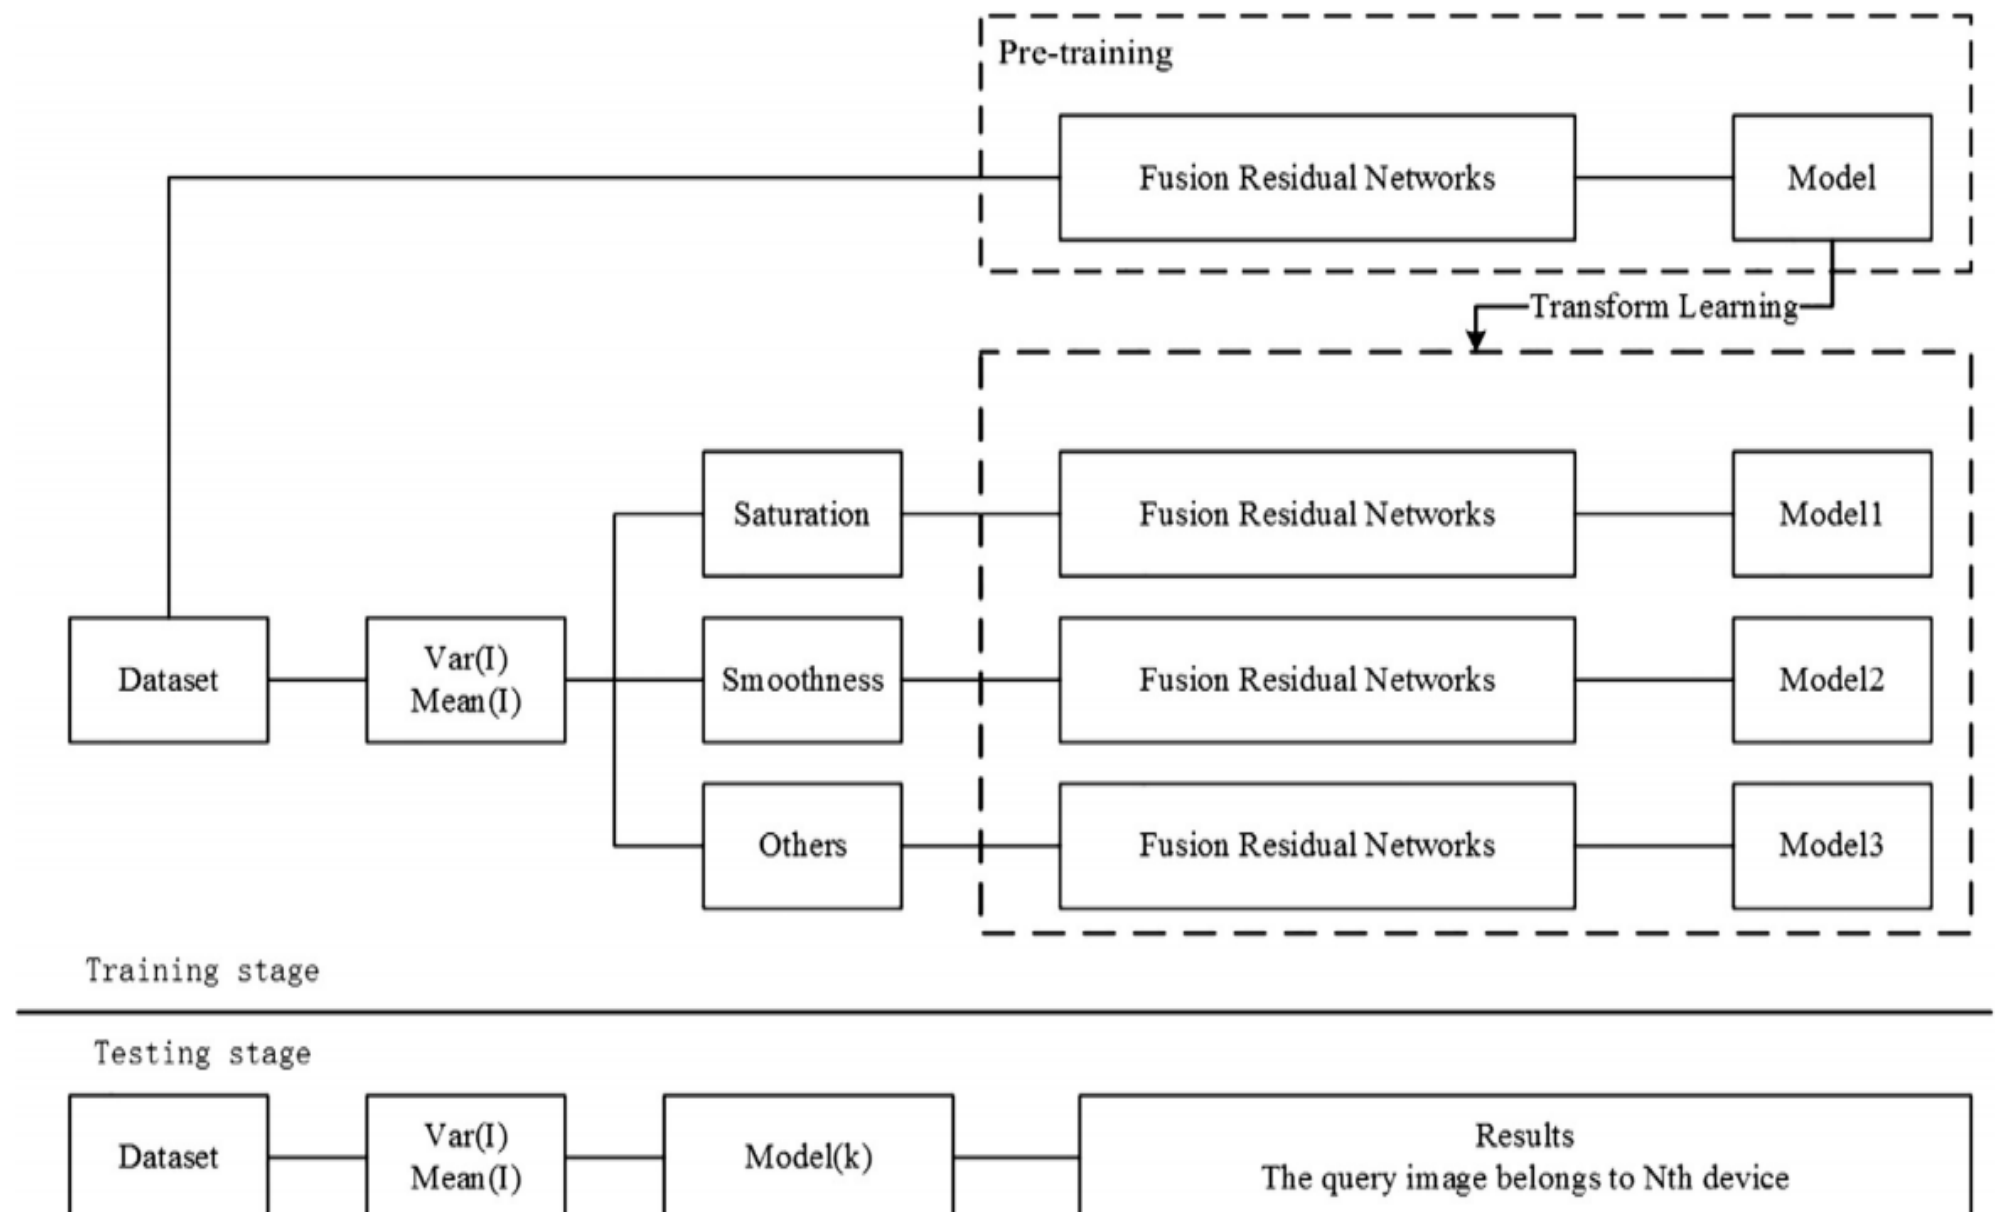 Pre-training
Fusion Residual Networks
Model
Transform Learning
Saturation
Fusion Residual Networks
Model1
Dataset
Var(I)
Mean(I)
Smoothness
Fusion Residual Networks
Model2
Others
Fusion Residual Networks
Model3
Training stage
Testing stage
Dataset
Var(I)
Mean(I)
Model(k)
Results
The query image belongs to Nth device